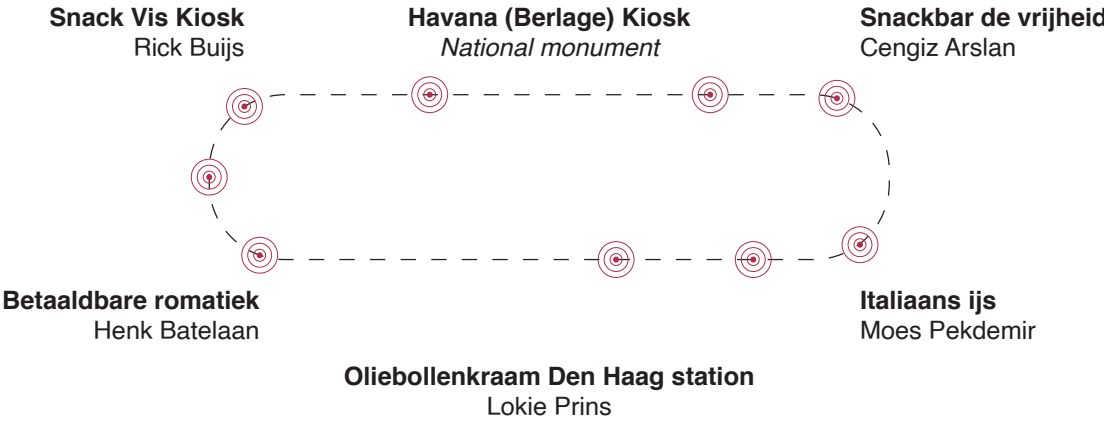 Snack Vis Kiosk
Rick Buijs
Havana (Berlage) Kiosk
National monument
Snackbar de vrijheid
Cengiz Arslan
Betaaldbare romatiek
Henk Batelaan
Italiaans ijs
Moes Pekdemir
Oliebollenkraam Den Haag station
Lokie Prins